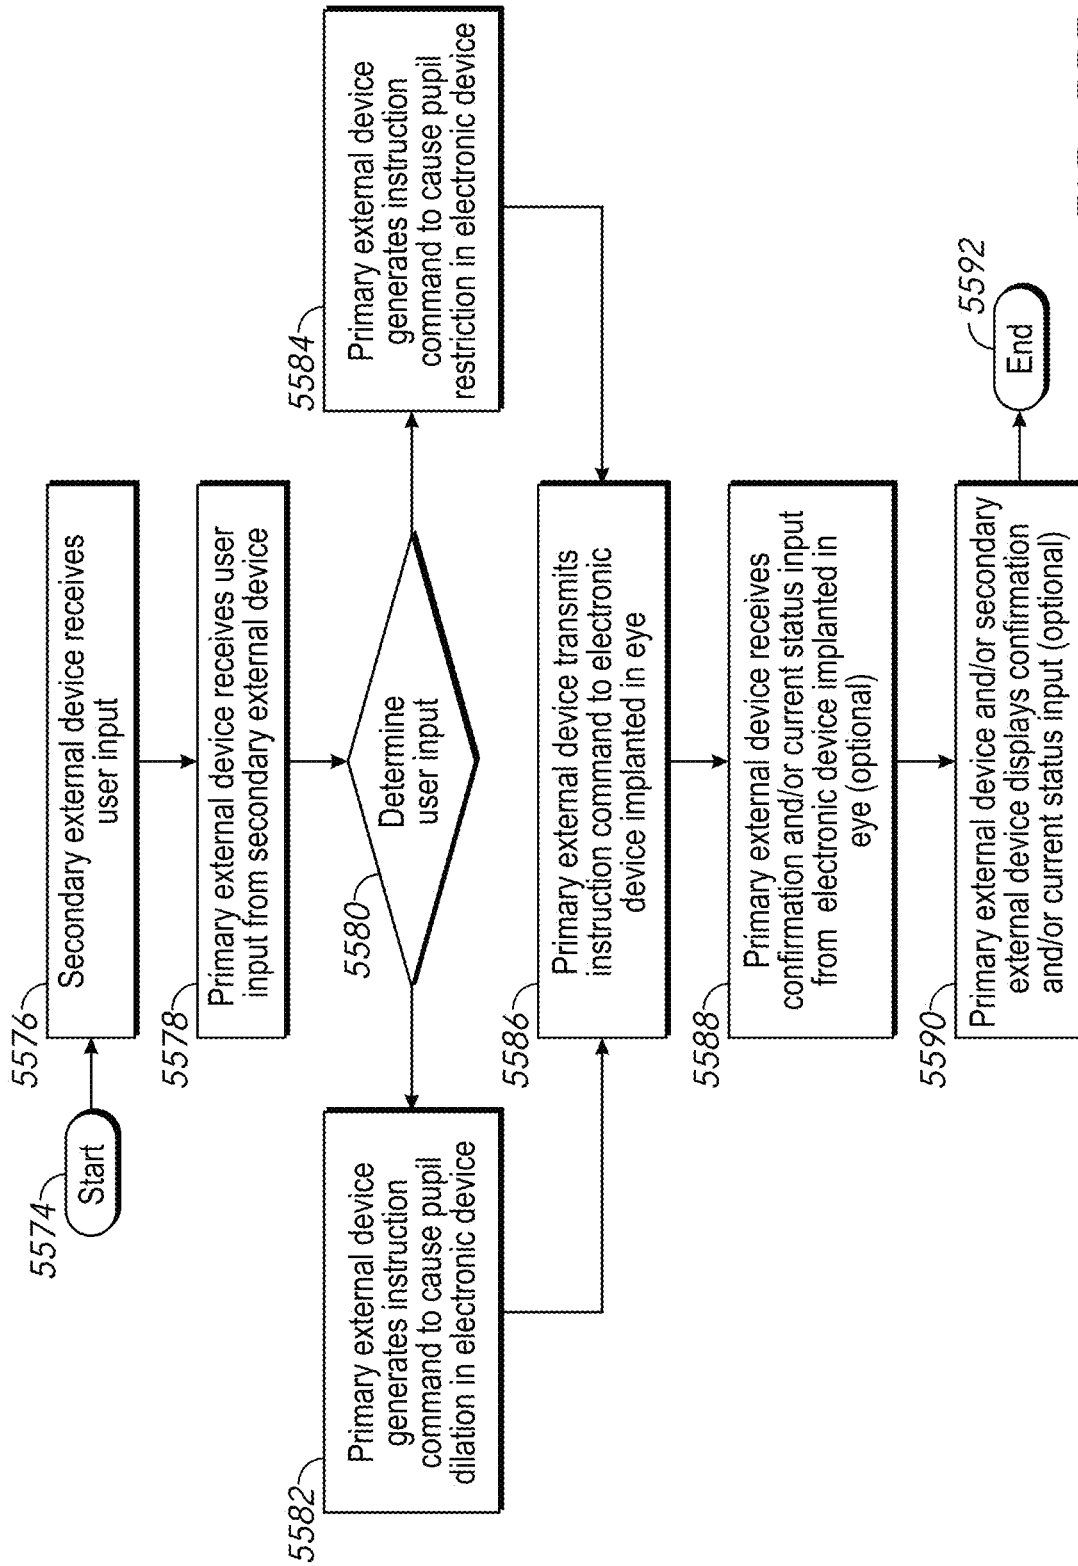 5574
Start
5576
Secondary external device receives
user input
5578
Primary external device receives user
input from secondary external device
5580
Determine
user input
5582
Primary external device
generates instruction
command to cause pupil
dilation in electronic device
5584
Primary external device
generates instruction
command to cause pupil
restriction in electronic device
5586
Primary external device transmits
instruction command to electronic
device implanted in eye
5588
Primary external device receives
confirmation and/or current status input
from electronic device implanted in
eye (optional)
5590
Primary external device and/or secondary
external device displays confirmation
and/or current status input (optional)
5592
End